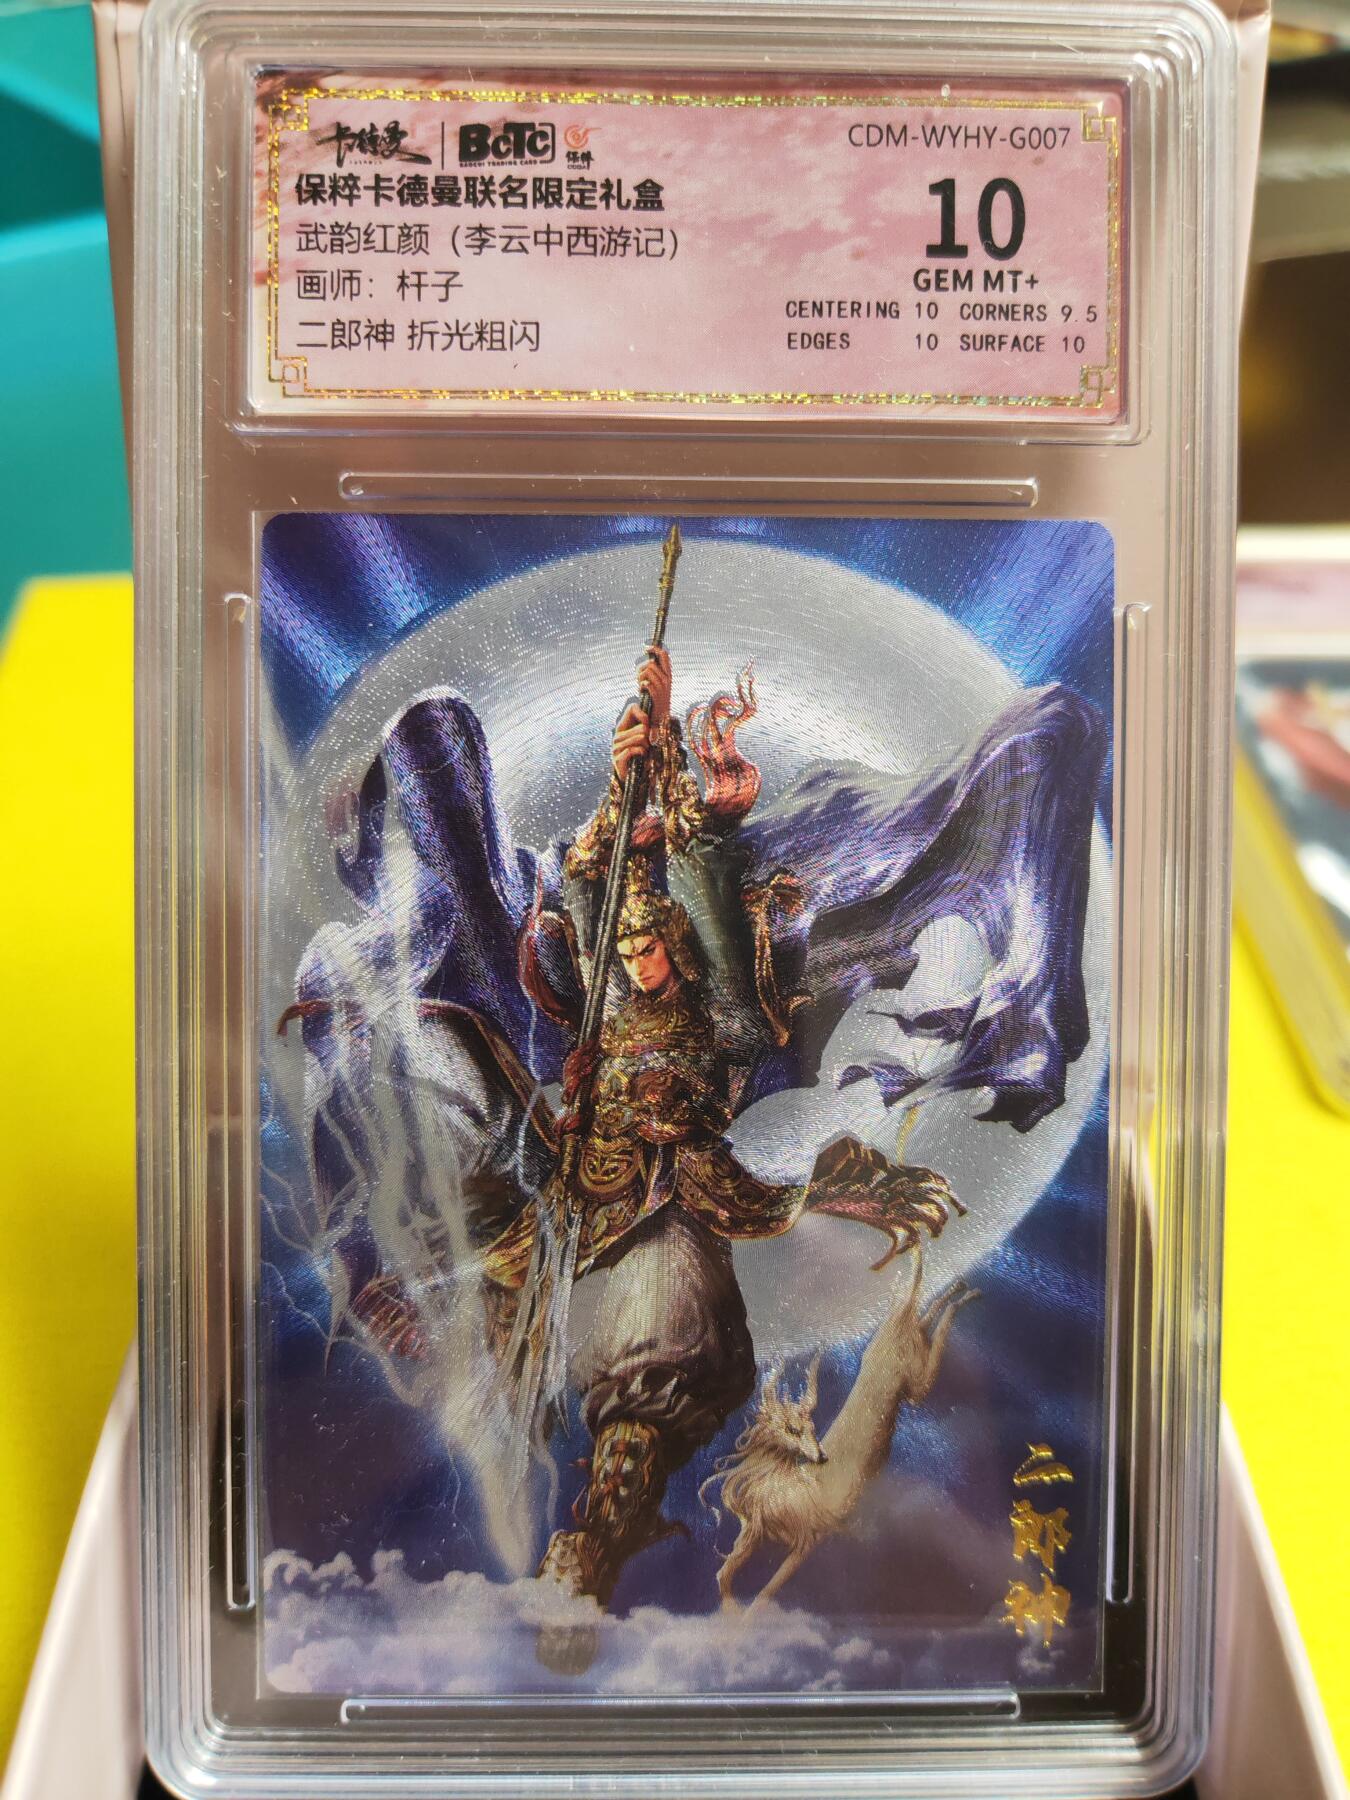 卡德曼 BCTC 保粹
CDM-WYHY-G007
保粹卡德曼联名限定礼盒
武韵红颜（李云中西游记）
画师：杆子
二郎神 折光粗闪
10
GEM MT+
CENTERING 10 CORNERS 9.5
EDGES 10 SURFACE 10
二郎神